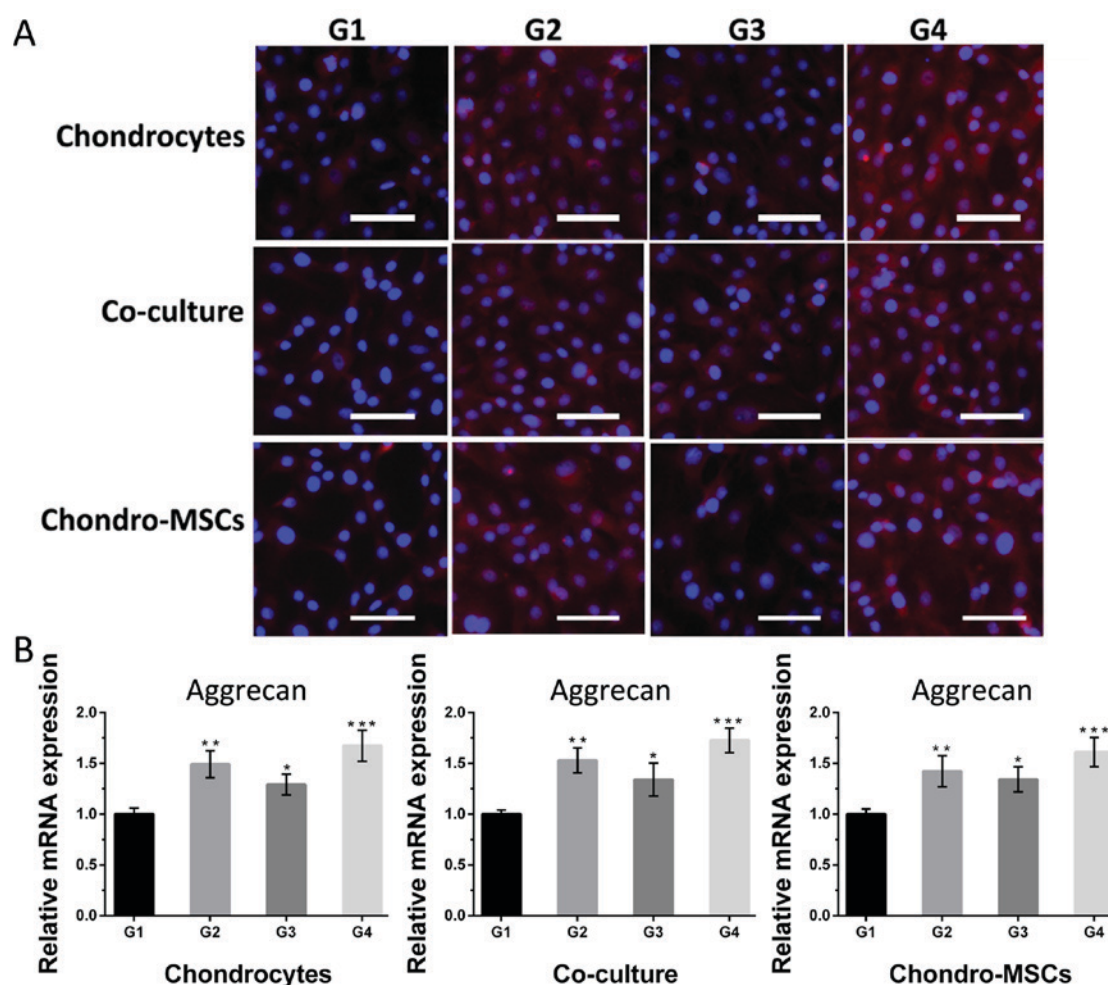 A
G1 G2 G3 G4
Chondrocytes
Co-culture
Chondro-MSCs
B
Relative mRNA expression
Aggrecan
2.0
1.5
1.0
0.5
0.0
**
*
***
G1 G2 G3 G4
Chondrocytes
Relative mRNA expression
Aggrecan
2.0
1.5
1.0
0.5
0.0
**
*
***
G1 G2 G3 G4
Co-culture
Relative mRNA expression
Aggrecan
2.0
1.5
1.0
0.5
0.0
**
*
***
G1 G2 G3 G4
Chondro-MSCs